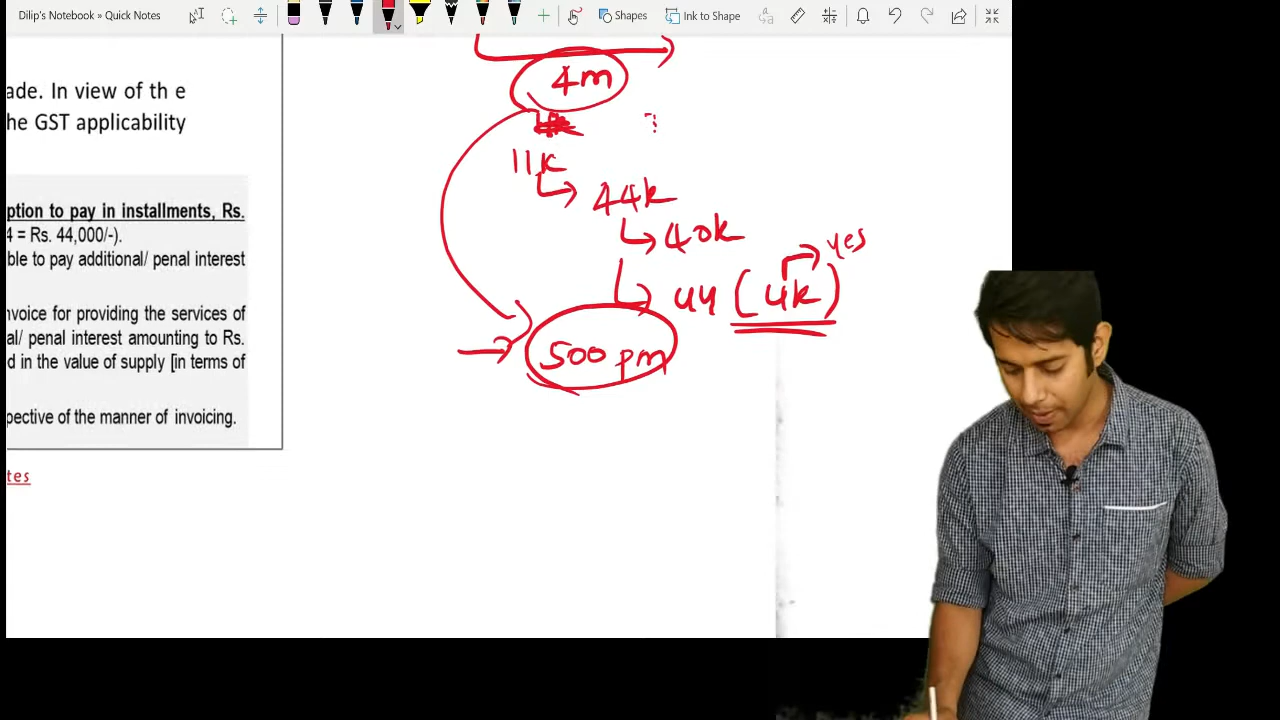 Dilip's Notebook » Quick Notes
Shapes
Ink to Shape
ade. In view of th e
he GST applicability
ption to pay in installments, Rs.
4 = Rs. 44,000/-).
ble to pay additional/ penal interest
nvoice for providing the services of
al/ penal interest amounting to Rs.
d in the value of supply [in terms of
pective of the manner of invoicing.
tes
4m
11k
44k
40k
44 (4k) yes
500 pm